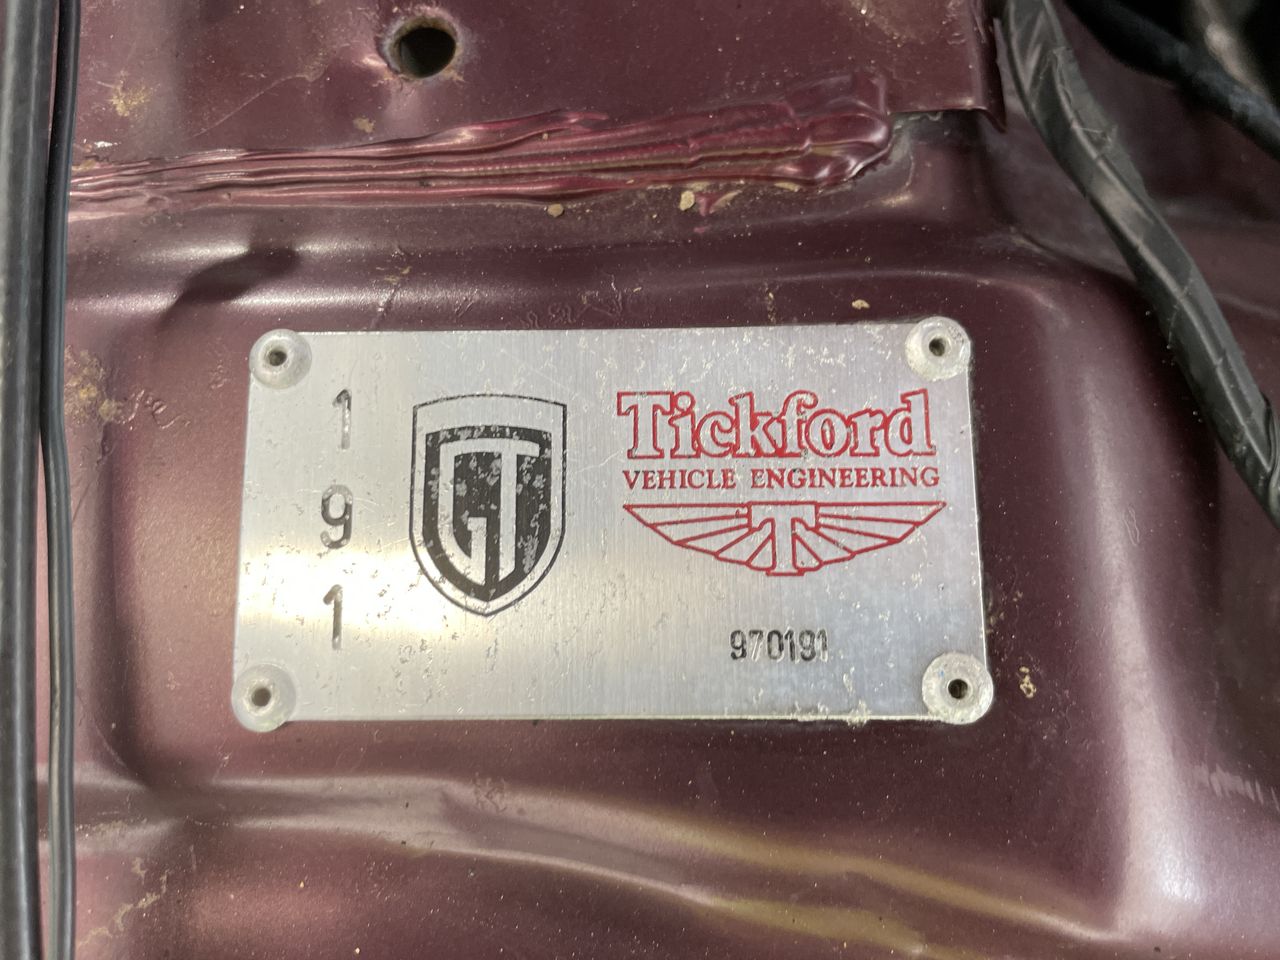 1
9
1
GT
Tickford
VEHICLE ENGINEERING
T
970191